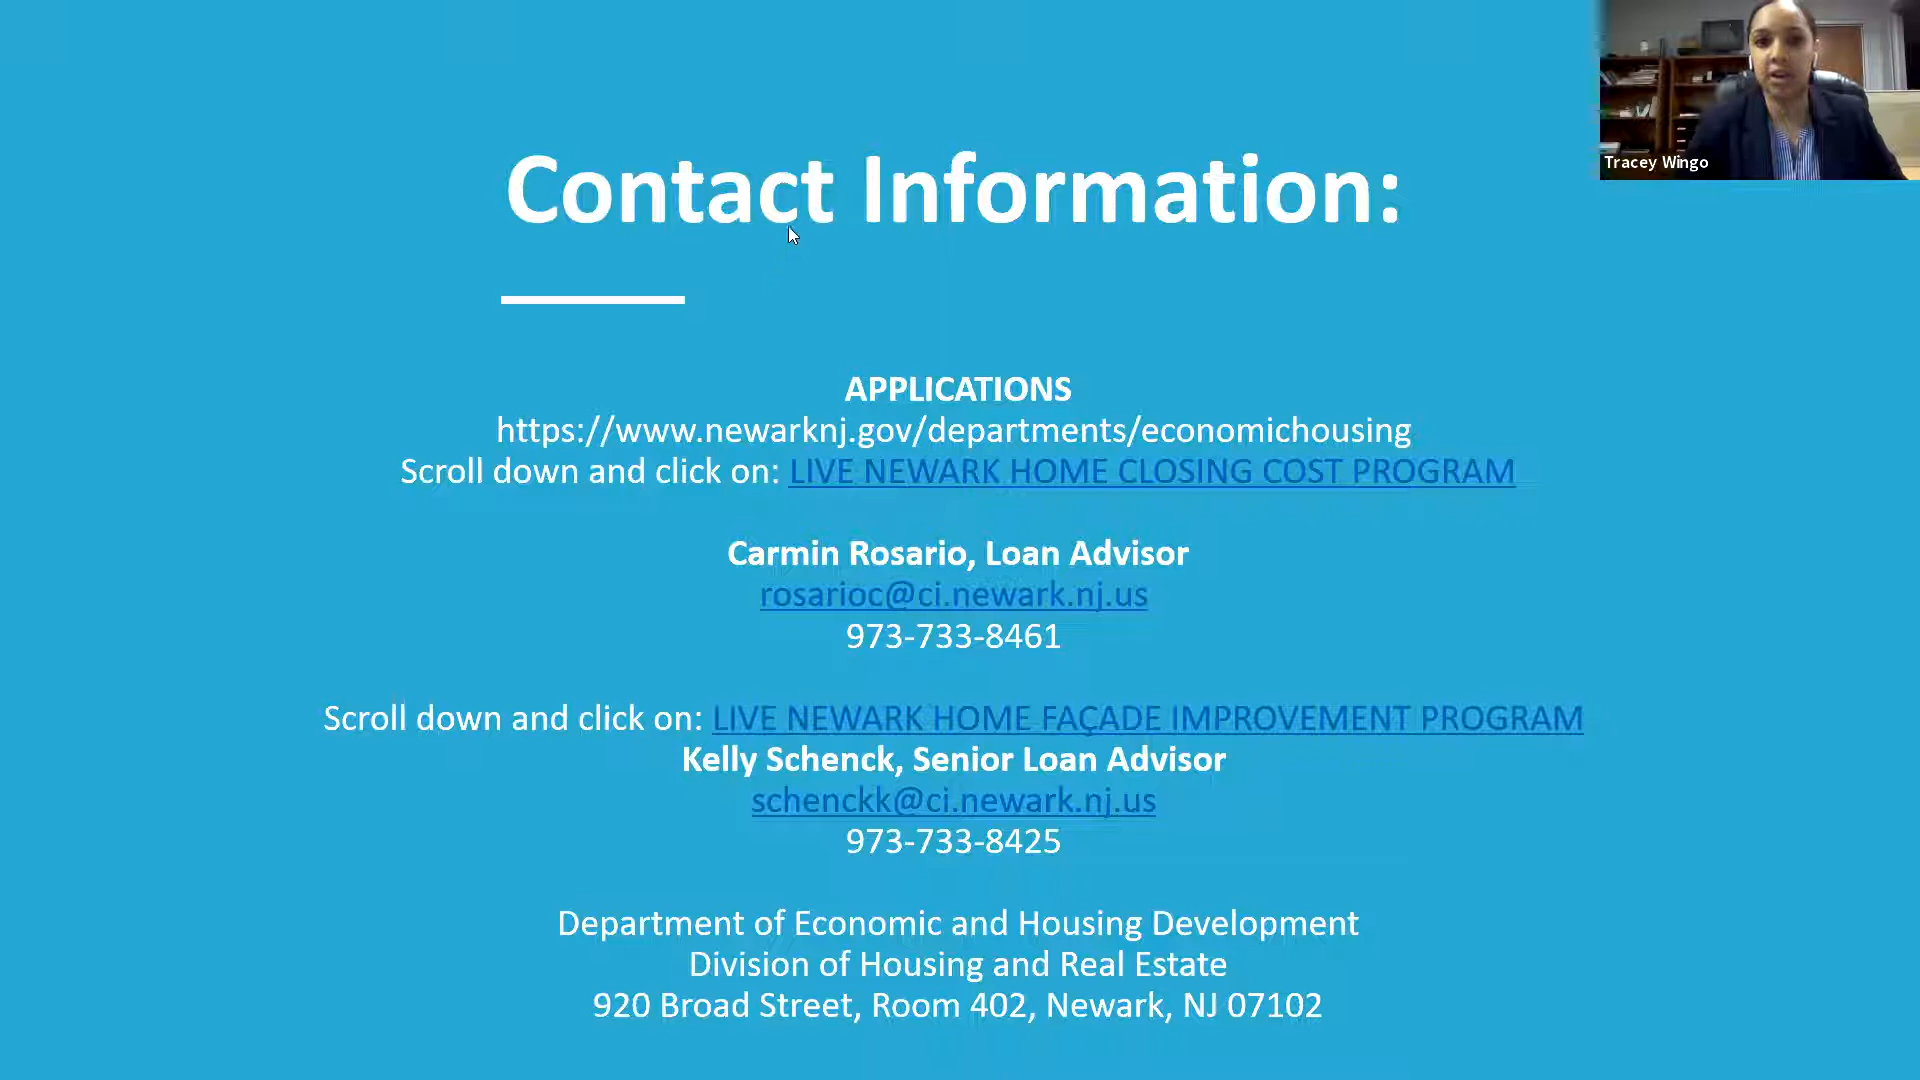 Tracey Wingo
Contact Information:
APPLICATIONS
https://www.newarknj.gov/departments/economichousing
Scroll down and click on: LIVE NEWARK HOME CLOSING COST PROGRAM
Carmin Rosario, Loan Advisor
rosarioc@ci.newark.nj.us
973-733-8461
Scroll down and click on: LIVE NEWARK HOME FAÇADE IMPROVEMENT PROGRAM
Kelly Schenck, Senior Loan Advisor
schenckk@ci.newark.nj.us
973-733-8425
Department of Economic and Housing Development
Division of Housing and Real Estate
920 Broad Street, Room 402, Newark, NJ 07102